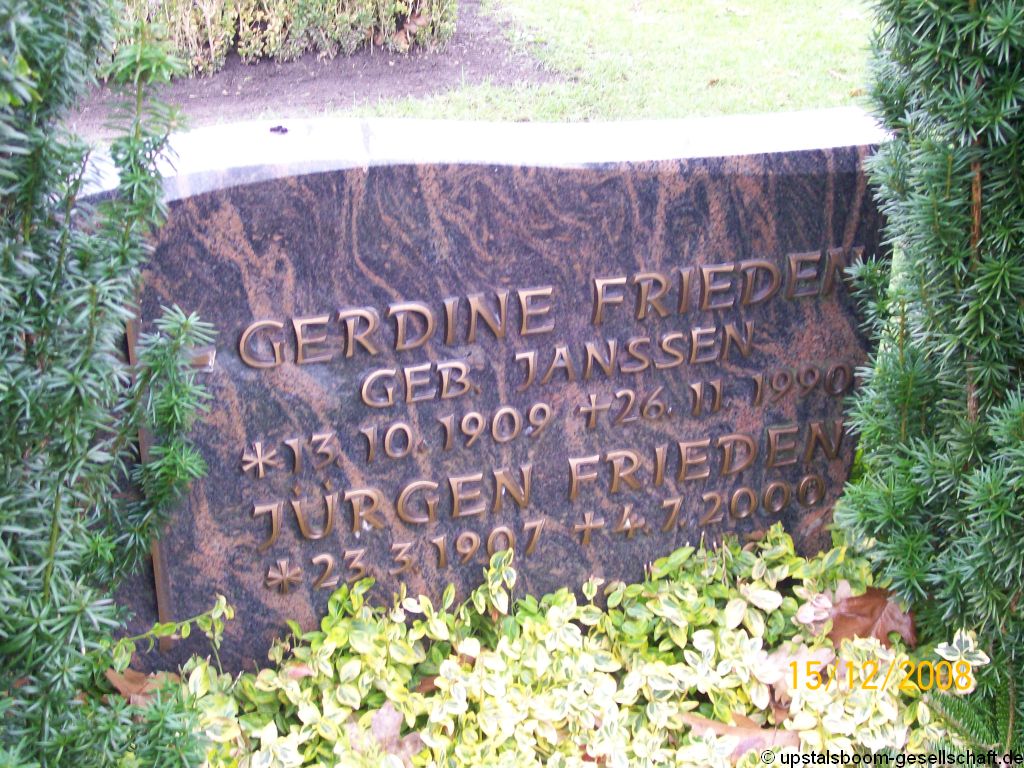 GERDINE FRIEDEN
GEB. JANSSEN
* 13. 10. 1909 + 26. 11. 1990
JÜRGEN FRIEDEN
* 23. 3. 1907 + 4. 7. 2000
15/12/2008
© upstalsboom-gesellschaft.de